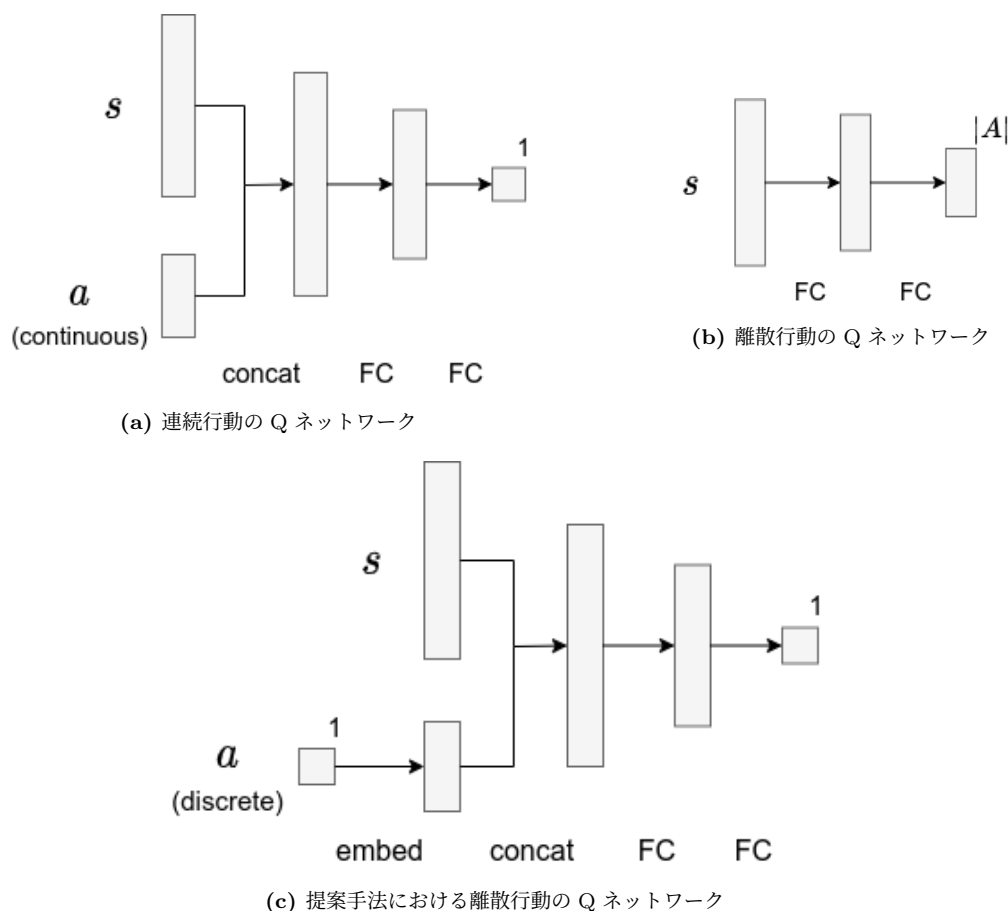 s
1
a
(continuous)
concat FC FC
(a) 連続行動の Q ネットワーク
|A|
s
FC FC
(b) 離散行動の Q ネットワーク
s
1
1
a
(discrete)
embed concat FC FC
(c) 提案手法における離散行動の Q ネットワーク